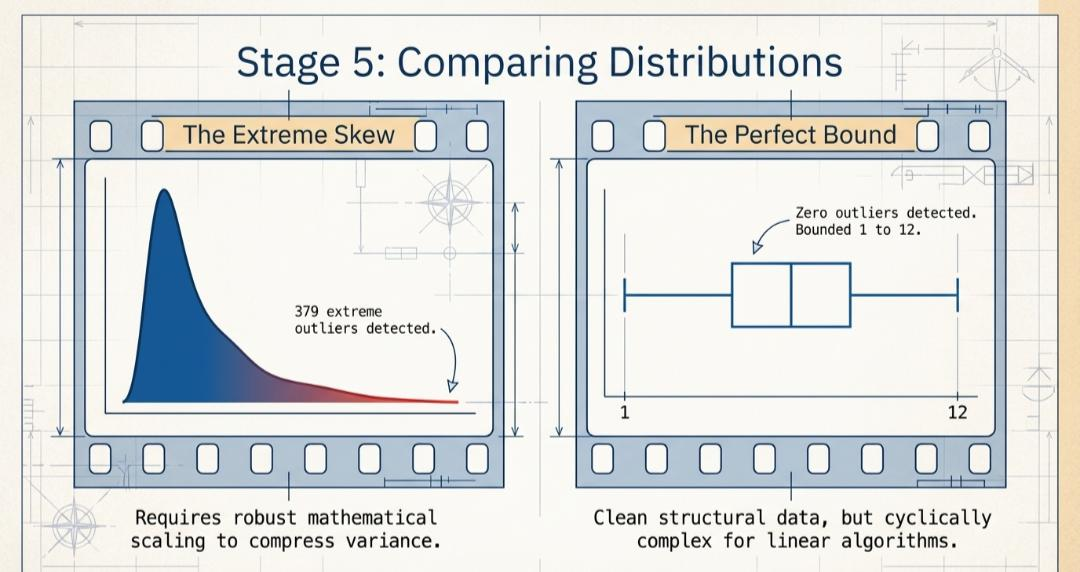 Stage 5: Comparing Distributions
The Extreme Skew
379 extreme
outliers detected.
Requires robust mathematical
scaling to compress variance.
The Perfect Bound
Zero outliers detected.
Bounded 1 to 12.
1
12
Clean structural data, but cyclically
complex for linear algorithms.